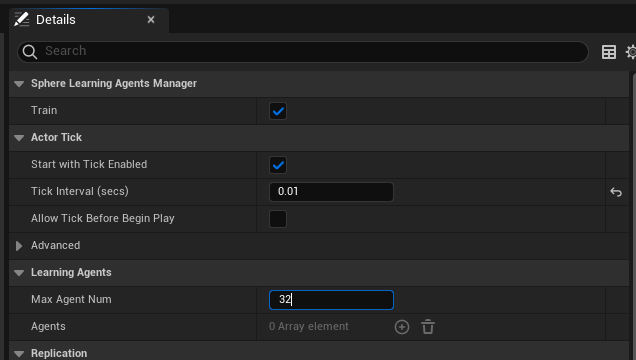 Details
Search
Sphere Learning Agents Manager
Train
Actor Tick
Start with Tick Enabled
Tick Interval (secs) 0.01
Allow Tick Before Begin Play
Advanced
Learning Agents
Max Agent Num 32
Agents 0 Array element
Replication